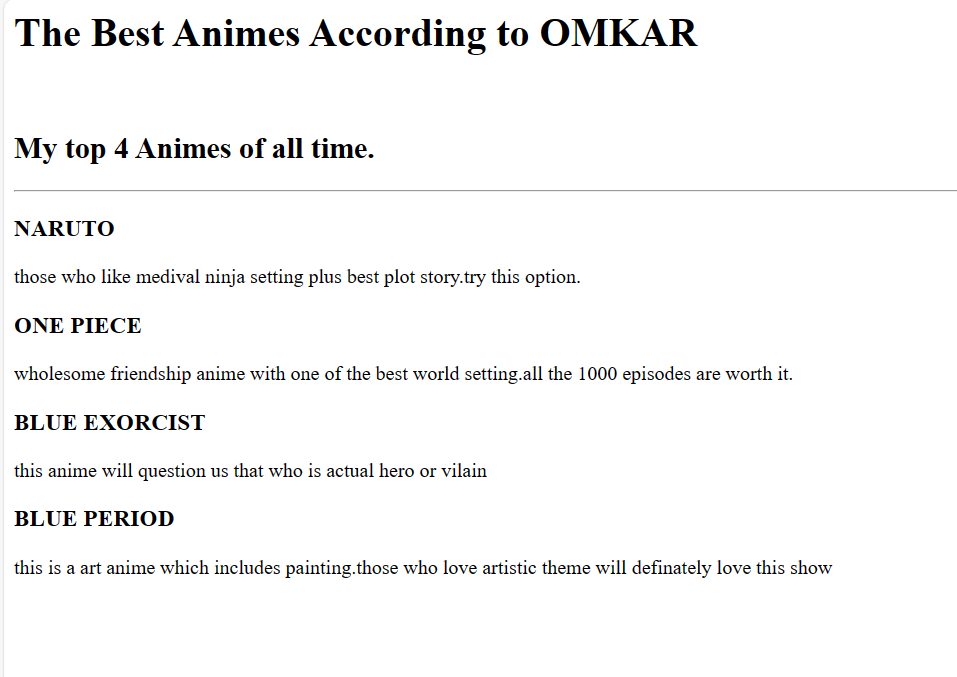 The Best Animes According to OMKAR
My top 4 Animes of all time.
NARUTO
those who like medival ninja setting plus best plot story.try this option.
ONE PIECE
wholesome friendship anime with one of the best world setting.all the 1000 episodes are worth it.
BLUE EXORCIST
this anime will question us that who is actual hero or vilain
BLUE PERIOD
this is a art anime which includes painting.those who love artistic theme will definately love this show